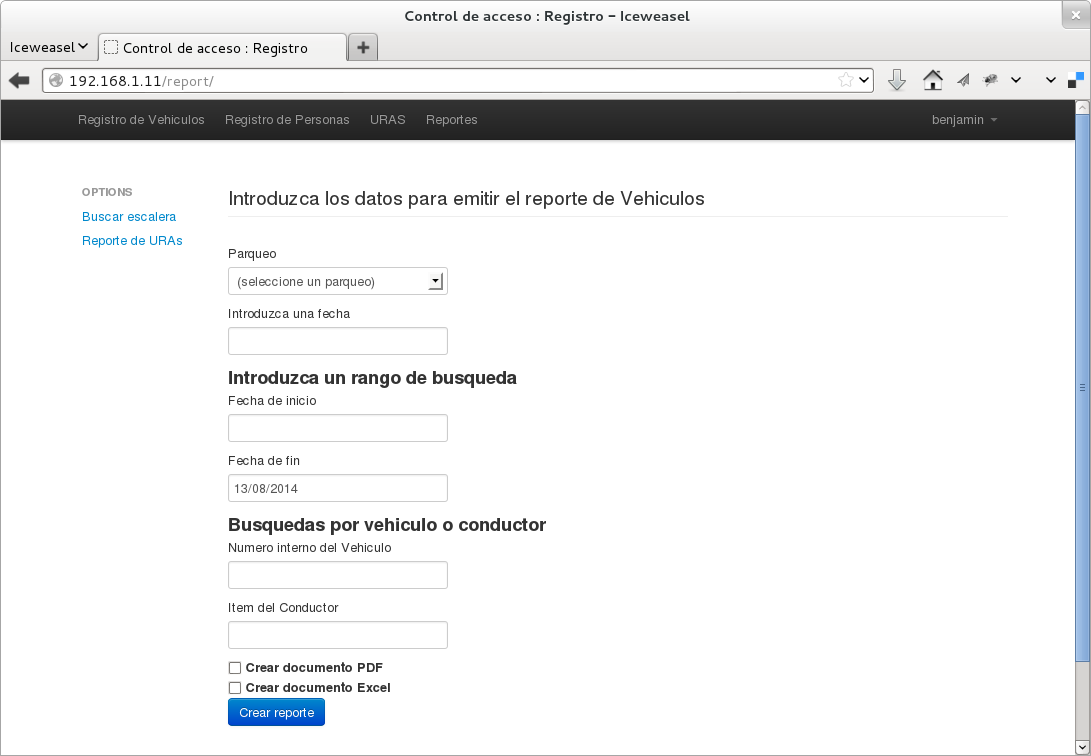 Control de acceso : Registro - Iceweasel
Iceweasel
Control de acceso : Registro
192.168.1.11/report/
Registro de Vehiculos Registro de Personas URAS Reportes benjamin
OPTIONS
Buscar escalera
Reporte de URAs
Introduzca los datos para emitir el reporte de Vehiculos
Parqueo
(seleccione un parqueo)
Introduzca una fecha
Introduzca un rango de busqueda
Fecha de inicio
Fecha de fin
13/08/2014
Busquedas por vehiculo o conductor
Numero interno del Vehiculo
Item del Conductor
Crear documento PDF
Crear documento Excel
Crear reporte